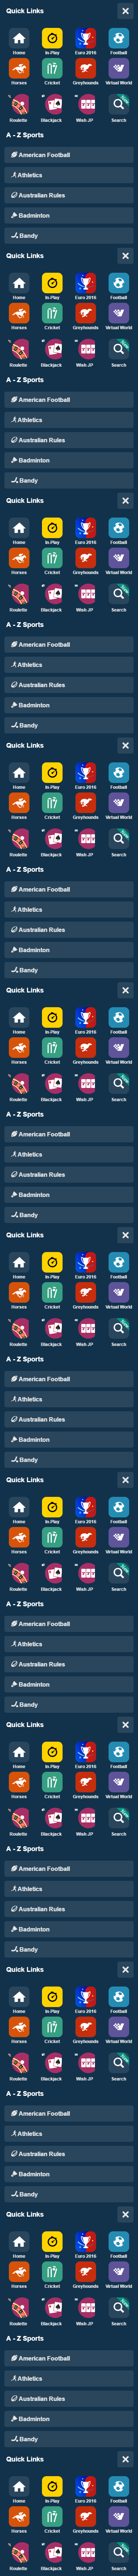 Quick Links
Home In-Play Euro 2016 Football
Horses Cricket Greyhounds Virtual World
Roulette Blackjack Wish JP Search
A - Z Sports
American Football
Athletics
Australian Rules
Badminton
Bandy
Quick Links
Home In-Play Euro 2016 Football
Horses Cricket Greyhounds Virtual World
Roulette Blackjack Wish JP Search
A - Z Sports
American Football
Athletics
Australian Rules
Badminton
Bandy
Quick Links
Home In-Play Euro 2016 Football
Horses Cricket Greyhounds Virtual World
Roulette Blackjack Wish JP Search
A - Z Sports
American Football
Athletics
Australian Rules
Badminton
Bandy
Quick Links
Home In-Play Euro 2016 Football
Horses Cricket Greyhounds Virtual World
Roulette Blackjack Wish JP Search
A - Z Sports
American Football
Athletics
Australian Rules
Badminton
Bandy
Quick Links
Home In-Play Euro 2016 Football
Horses Cricket Greyhounds Virtual World
Roulette Blackjack Wish JP Search
A - Z Sports
American Football
Athletics
Australian Rules
Badminton
Bandy
Quick Links
Home In-Play Euro 2016 Football
Horses Cricket Greyhounds Virtual World
Roulette Blackjack Wish JP Search
A - Z Sports
American Football
Athletics
Australian Rules
Badminton
Bandy
Quick Links
Home In-Play Euro 2016 Football
Horses Cricket Greyhounds Virtual World
Roulette Blackjack Wish JP Search
A - Z Sports
American Football
Athletics
Australian Rules
Badminton
Bandy
Quick Links
Home In-Play Euro 2016 Football
Horses Cricket Greyhounds Virtual World
Roulette Blackjack Wish JP Search
A - Z Sports
American Football
Athletics
Australian Rules
Badminton
Bandy
Quick Links
Home In-Play Euro 2016 Football
Horses Cricket Greyhounds Virtual World
Roulette Blackjack Wish JP Search
A - Z Sports
American Football
Athletics
Australian Rules
Badminton
Bandy
Quick Links
Home In-Play Euro 2016 Football
Horses Cricket Greyhounds Virtual World
Roulette Blackjack Wish JP Search
A - Z Sports
American Football
Athletics
Australian Rules
Badminton
Bandy
Quick Links
Home In-Play Euro 2016 Football
Horses Cricket Greyhounds Virtual World
Roulette Blackjack Wish JP Search